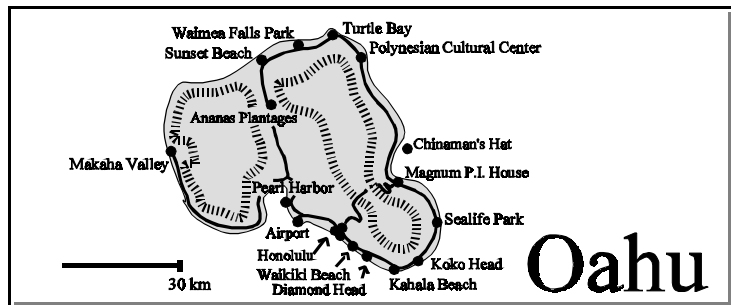 Waimea Falls Park
Turtle Bay
Sunset Beach
Polynesian Cultural Center
Ananas Plantages
Chinaman's Hat
Makaha Valley
Magnum P.I. House
Pearl Harbor
Sealife Park
Airport
Honolulu
Koko Head
Waikiki Beach
Diamond Head
Kahala Beach
30 km
Oahu